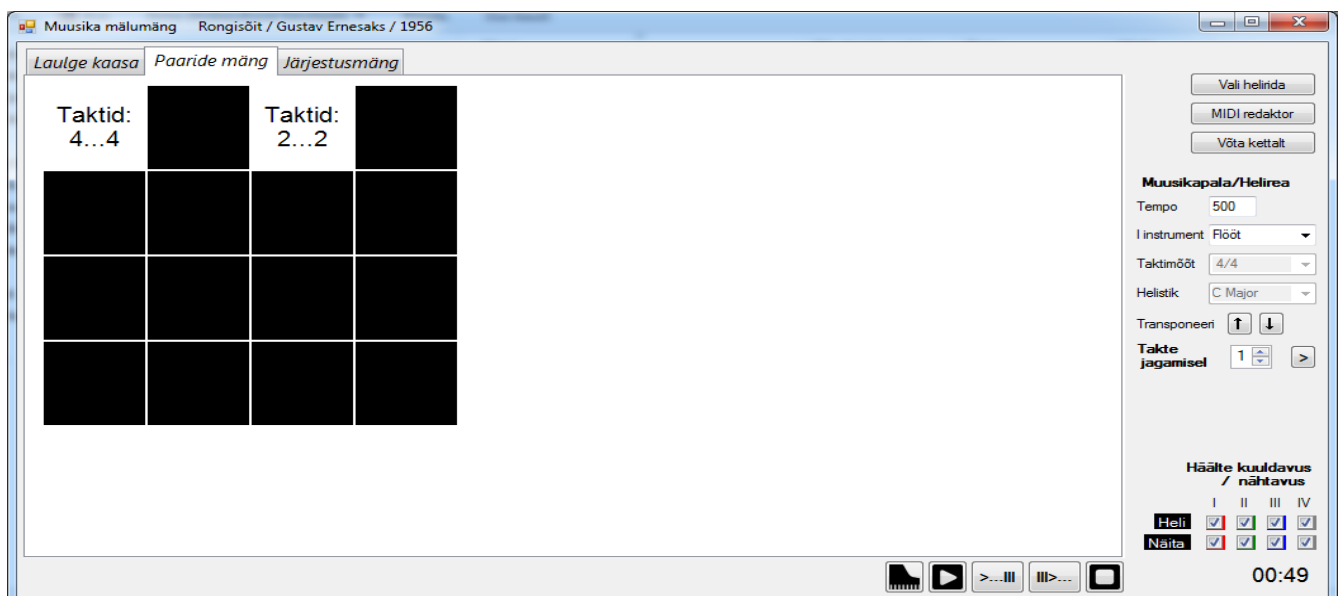 Muusika mälumäng Rongisõit / Gustav Ernesaks / 1956
Laulge kaasa Paaride mäng Järjestusmäng
Taktid:
4...4
Taktid:
2...2
Vali helirida
MIDI redaktor
Võta kettalt
Muusikapala/Helirea
Tempo 500
I instrument Flööt
Taktimõõt 4/4
Helistik C Major
Transponeeri
Takte
jagamisel 1 >
Häälte kuuldavus
/ nähtavus
I II III IV
Heli
Näita
>...III III>...
00:49